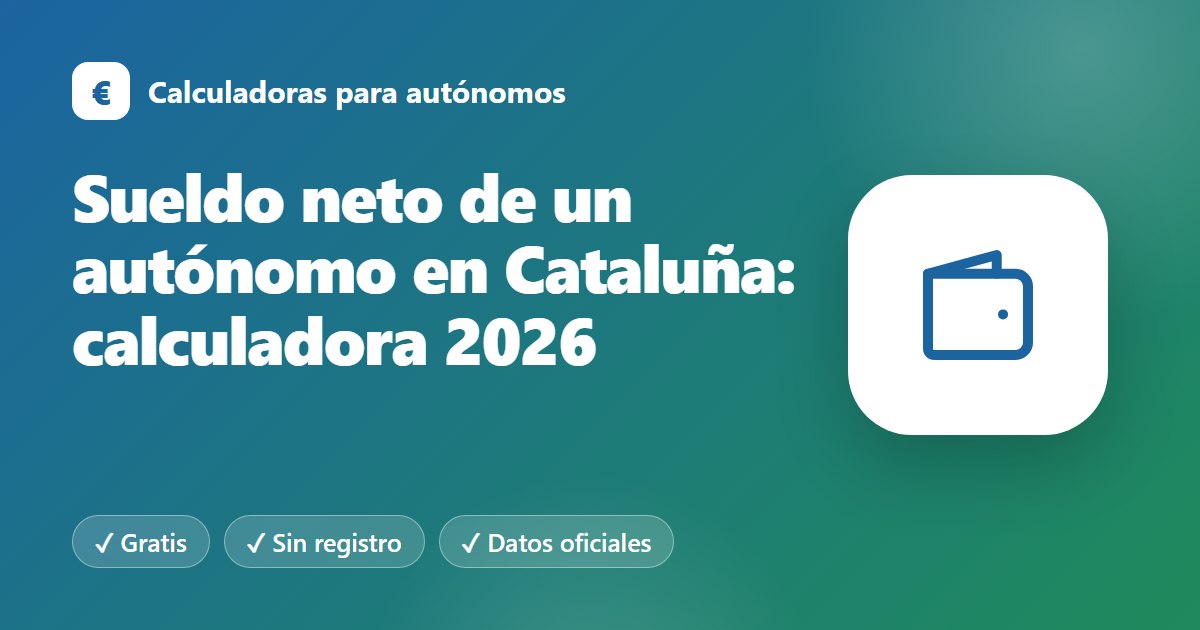 €
Calculadoras para autónomos
Sueldo neto de un
autónomo en Cataluña:
calculadora 2026
✓ Gratis
✓ Sin registro
✓ Datos oficiales